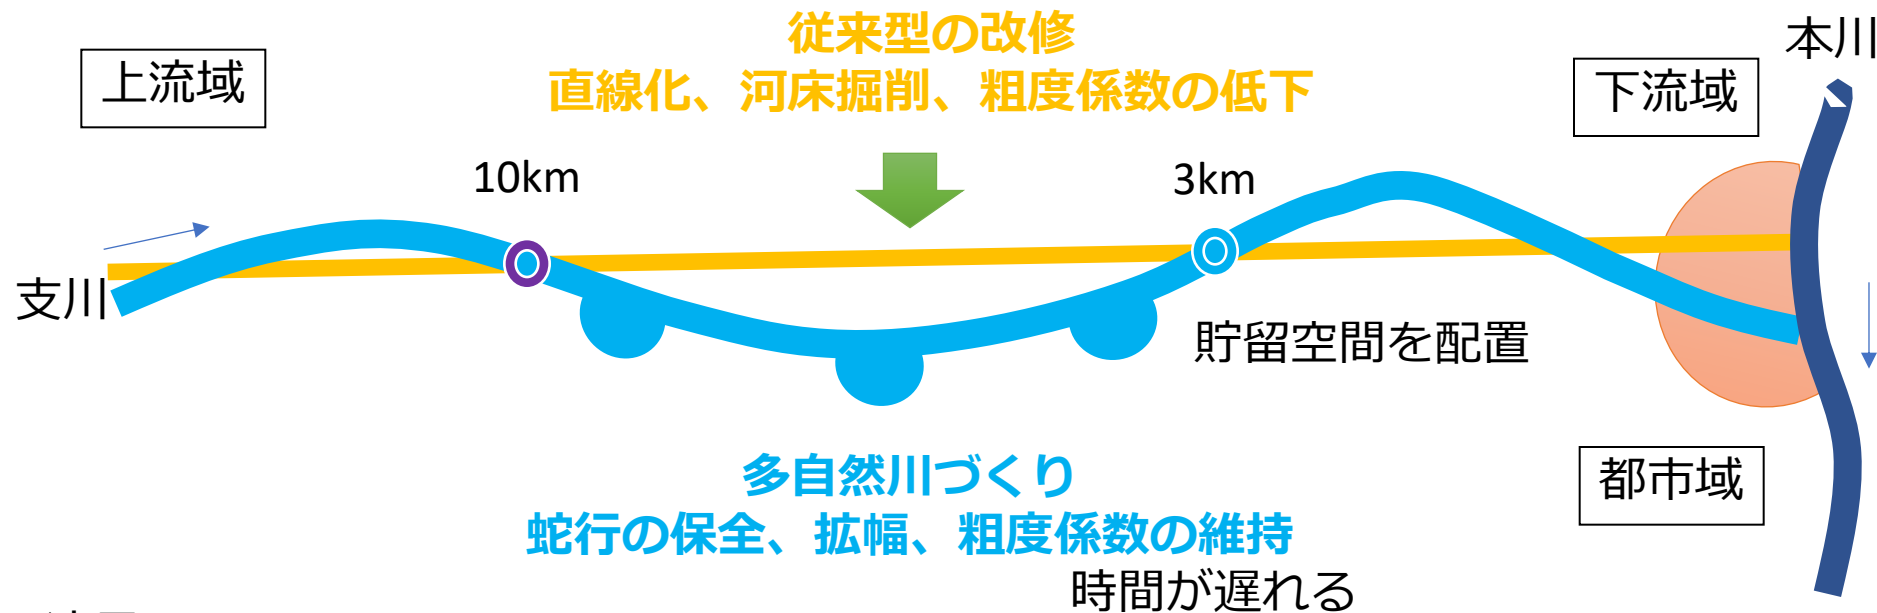 従来型の改修
直線化、河床掘削、粗度係数の低下
本川
上流域
下流域
10km
3km
支川
貯留空間を配置
多自然川づくり
蛇行の保全、拡幅、粗度係数の維持
都市域
時間が遅れる